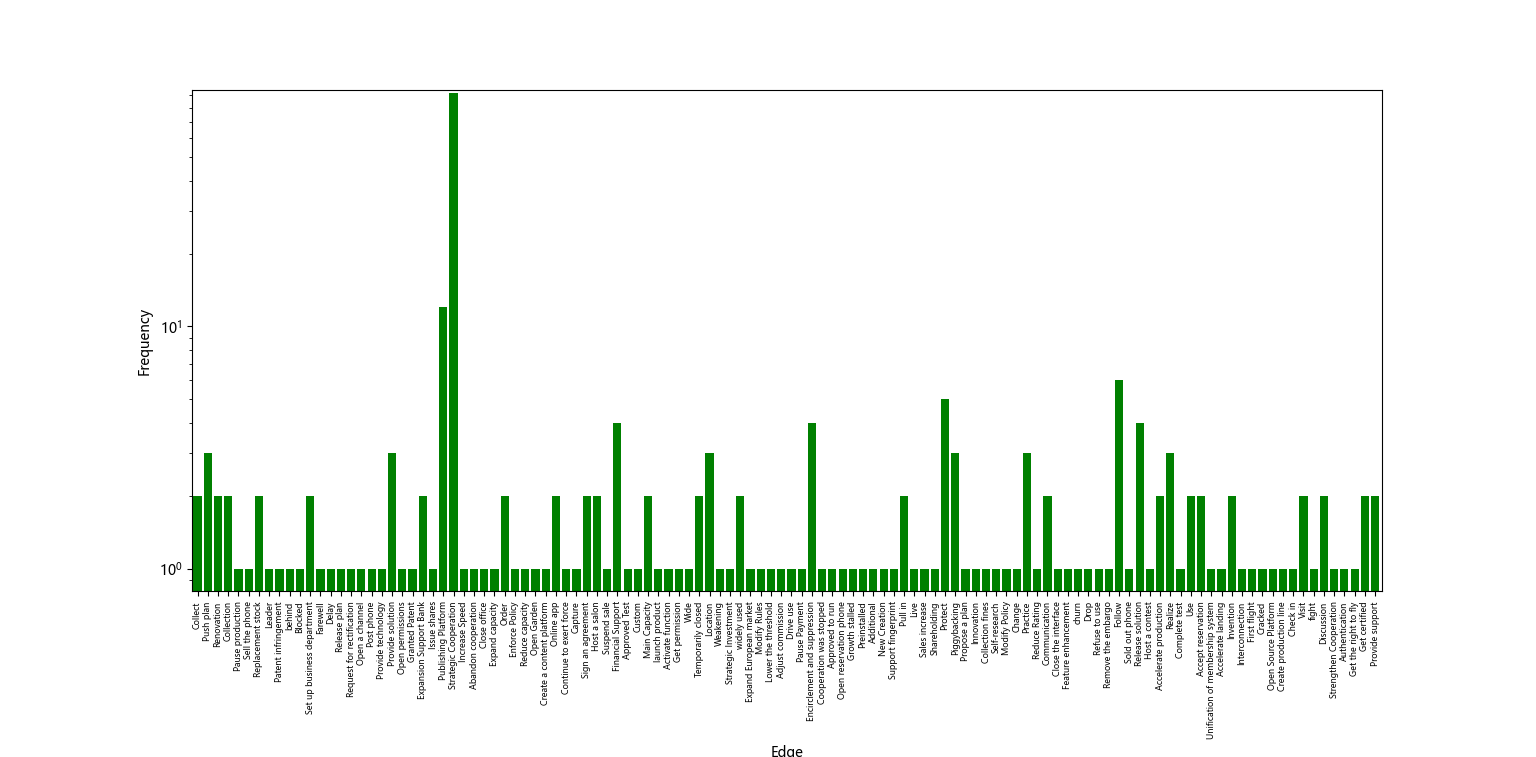 Frequency
10¹
10⁰
Collect
Push plan
Renovation
Collection
Pause production
Sell the phone
Replacement stock
Leader
Patent infringement
behind
Blocked
Set up business department
Farewell
Delay
Release plan
Request for rectification
Open a channel
Post phone
Provide technology
Provide solution
Open permissions
Granted Patent
Expansion Support Bank
Issue shares
Publishing Platform
Strategic Cooperation
Increase Speed
Abandon cooperation
Close office
Expand capacity
Order
Enforce Policy
Reduce capacity
Open Garden
Create a content platform
Online app
Continue to exert force
Capture
Sign an agreement
Host a salon
Suspend sale
Financial Support
Approved Test
Custom
Main Capacity
launch product
Activate function
Get permission
Wide
Temporarily closed
Location
Weakening
Strategic Investment
widely used
Expand European market
Modify Rules
Lower the threshold
Adjust commission
Drive use
Pause Payment
Encirclement and suppression
Cooperation was stopped
Approved to run
Open reservation phone
Growth stalled
Preinstalled
Additional
New Creation
Support fingerprint
Pull in
Live
Sales increase
Shareholding
Protect
Piggybacking
Propose a plan
Innovation
Collection fines
Self-research
Modify Policy
Change
Practice
Reduce Rating
Communication
Close the interface
Feature enhancement
churn
Drop
Refuse to use
Remove the embargo
Follow
Sold out phone
Release solution
Host a contest
Accelerate production
Realize
Complete test
Use
Accept reservation
Unification of membership system
Accelerate landing
Invention
Interconnection
First flight
Cracked
Open Source Platform
Create production line
Check in
Visit
fight
Discussion
Strengthen Cooperation
Authentication
Get the right to fly
Get certified
Provide support
Edge